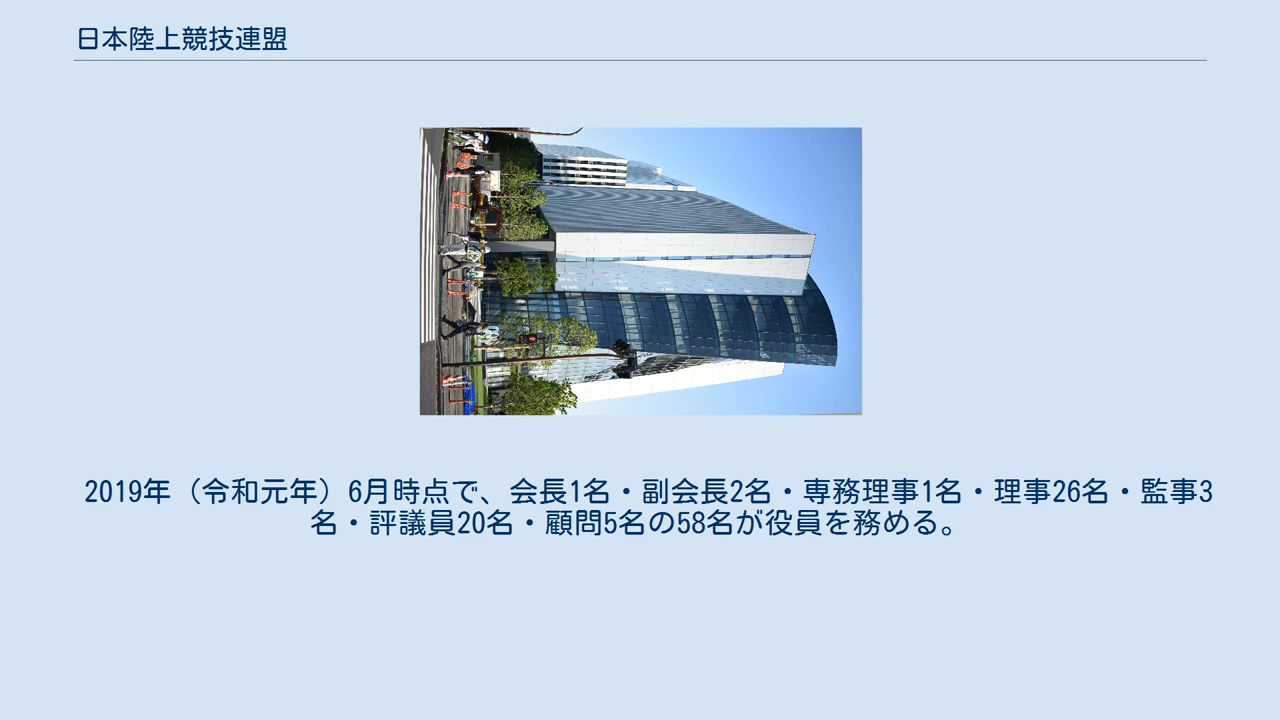 日本陸上競技連盟
2019年（令和元年）6月時点で、会長1名・副会長2名・専務理事1名・理事26名・監事3
名・評議員20名・顧問5名の58名が役員を務める。